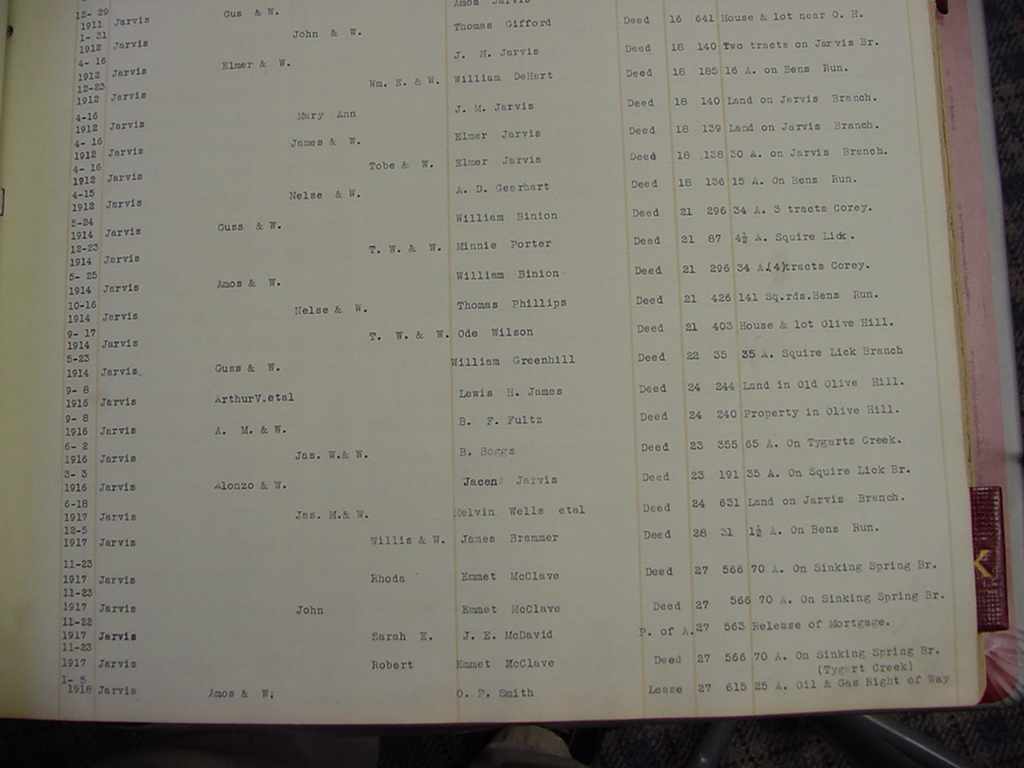 12- 29
1911 Jarvis Gus & W. Amos Jarvis
1- 31
1912 Jarvis John & W. Thomas Gifford Deed 16 641 House & lot near O. H.
4- 16
1912 Jarvis Elmer & W. J. N. Jarvis Deed 18 140 Two tracts on Jarvis Br.
12-23
1912 Jarvis Wm. E. & W. William DeHart Deed 18 185 16 A. on Bens Run.
4-16
1912 Jarvis Mary Ann J. M. Jarvis Deed 18 140 Land on Jarvis Branch.
4- 16
1912 Jarvis James & W. Elmer Jarvis Deed 18 139 Land on Jarvis Branch.
4- 16
1912 Jarvis Tobe & W. Elmer Jarvis Deed 18 138 30 A. on Jarvis Branch.
4-15
1912 Jarvis Nelse & W. A. D. Gearhart Deed 18 136 15 A. On Bens Run.
5-24
1914 Jarvis Guss & W. William Binion Deed 21 296 34 A. 3 tracts Corey.
12-23
1914 Jarvis T. W. & W. Minnie Porter Deed 21 87 4½ A. Squire Lick.
5- 25
1914 Jarvis Amos & W. William Binion Deed 21 296 34 A.(4)tracts Corey.
10-16
1914 Jarvis Nelse & W. Thomas Phillips Deed 21 426 141 Sq.rds.Bens Run.
9- 17
1914 Jarvis T. W. & W. Ode Wilson Deed 21 403 House & lot Olive Hill.
5-23
1914 Jarvis. Guss & W. William Greenhill Deed 22 35 35 A. Squire Lick Branch
9- 8
1916 Jarvis ArthurV.etal Lewis H. James Deed 24 244 Land in Old Olive Hill.
9- 8
1916 Jarvis A. M. & W. B. F. Fultz Deed 24 240 Property in Olive Hill.
6- 2
1916 Jarvis Jas. W.& W. B. Boggs Deed 23 355 65 A. On Tygarts Creek.
3- 3
1916 Jarvis Alonzo & W. Jacen Jarvis Deed 23 191 35 A. On Squire Lick Br.
6-18
1917 Jarvis Jas. M.& W. Melvin Wells etal Deed 24 631 Land on Jarvis Branch.
12-5
1917 Jarvis Willis & W. James Bremmer Deed 28 31 1½ A. On Bens Run.
11-23
1917 Jarvis Rhoda Emmet McClave Deed 27 566 70 A. On Sinking Spring Br.
11-23
1917 Jarvis John Emmet McClave Deed 27 566 70 A. On Sinking Spring Br.
11-22
1917 Jarvis Sarah E. J. E. McDavid P. of A. 27 563 Release of Mortgage.
11-23
1917 Jarvis Robert Emmet McClave Deed 27 566 70 A. On Sinking Spring Br.
(Tygart Creek)
1- 5
1918 Jarvis Amos & W; O. P. Smith Lease 27 615 25 A. Oil & Gas Right of Way